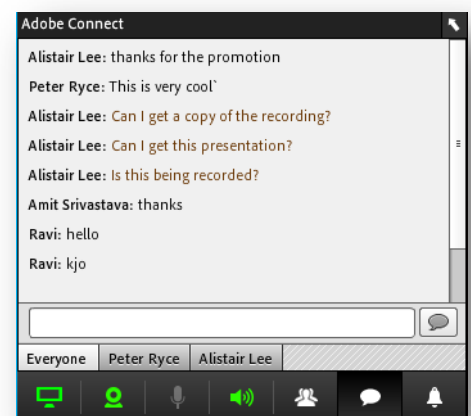 Adobe Connect
Alistair Lee: thanks for the promotion
Peter Ryce: This is very cool`
Alistair Lee: Can I get a copy of the recording?
Alistair Lee: Can I get this presentation?
Alistair Lee: Is this being recorded?
Amit Srivastava: thanks
Ravi: hello
Ravi: kjo
Everyone Peter Ryce Alistair Lee